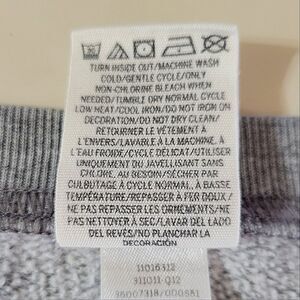 TURN INSIDE OUT/MACHINE WASH
COLD/GENTLE CYCLE/ONLY
NON-CHLORINE BLEACH WHEN
NEEDED/TUMBLE DRY NORMAL CYCLE
LOW HEAT/COOL IRON/DO NOT IRON ON
DECORATION/DO NOT DRY CLEAN/
RETOURNER LE VÊTEMENT À
L'ENVERS/LAVABLE À LA MACHINE, À
L'EAU FROIDE/CYCLE DÉLICAT/UTILISER
UNIQUEMENT DU JAVELLISANT SANS
CHLORE, AU BESOIN/SÉCHER PAR
CULBUTAGE À CYCLE NORMAL, À BASSE
TEMPÉRATURE/REPASSER À FER DOUX /
NE PAS REPASSER LES ORNEMENTS/NE
PAS NETTOYER À SEC/LAVAR DEL LADO
DEL REVÉS/NO PLANCHAR LA
DECORACIÓN
11016312
311011-Q12
36007318/000581